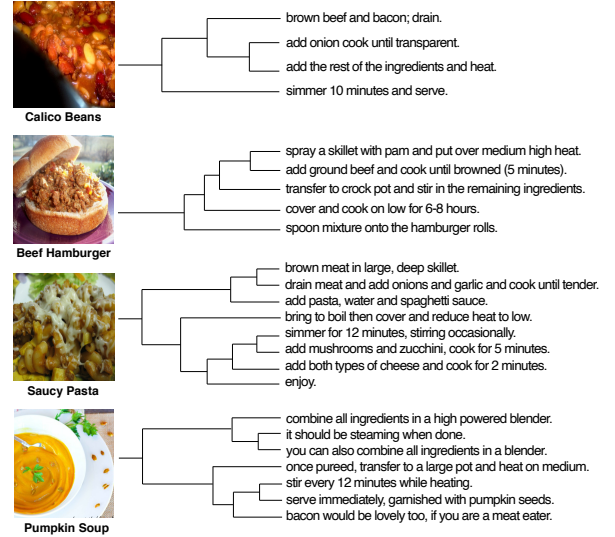 brown beef and bacon; drain.
add onion cook until transparent.
add the rest of the ingredients and heat.
simmer 10 minutes and serve.
Calico Beans
spray a skillet with pam and put over medium high heat.
add ground beef and cook until browned (5 minutes).
transfer to crock pot and stir in the remaining ingredients.
cover and cook on low for 6-8 hours.
spoon mixture onto the hamburger rolls.
Beef Hamburger
brown meat in large, deep skillet.
drain meat and add onions and garlic and cook until tender.
add pasta, water and spaghetti sauce.
bring to boil then cover and reduce heat to low.
simmer for 12 minutes, stirring occasionally.
add mushrooms and zucchini, cook for 5 minutes.
add both types of cheese and cook for 2 minutes.
enjoy.
Saucy Pasta
combine all ingredients in a high powered blender.
it should be steaming when done.
you can also combine all ingredients in a blender.
once pureed, transfer to a large pot and heat on medium.
stir every 12 minutes while heating.
serve immediately, garnished with pumpkin seeds.
bacon would be lovely too, if you are a meat eater.
Pumpkin Soup